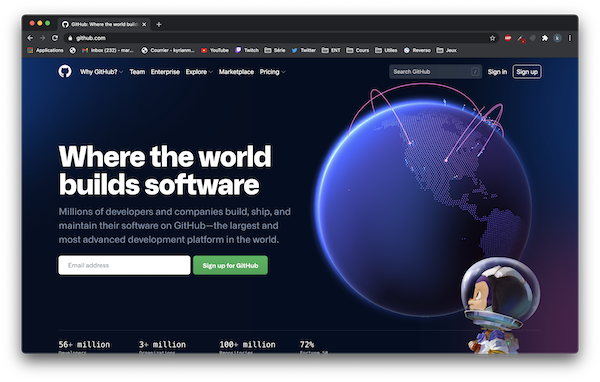 GitHub: Where the world build
github.com
Applications
Inbox (232) - mar...
Courrier - kyrianm...
YouTube
Twitch
Série
Twitter
ENT
Cours
Utiles
Reverso
Jeux
Why GitHub?
Team
Enterprise
Explore
Marketplace
Pricing
Search GitHub
/
Sign in
Sign up
Where the world
builds software
Millions of developers and companies build, ship, and
maintain their software on GitHub—the largest and
most advanced development platform in the world.
Email address
Sign up for GitHub
56+ million
3+ million
100+ million
72%
Developers
Organizations
Repositories
Fortune 50